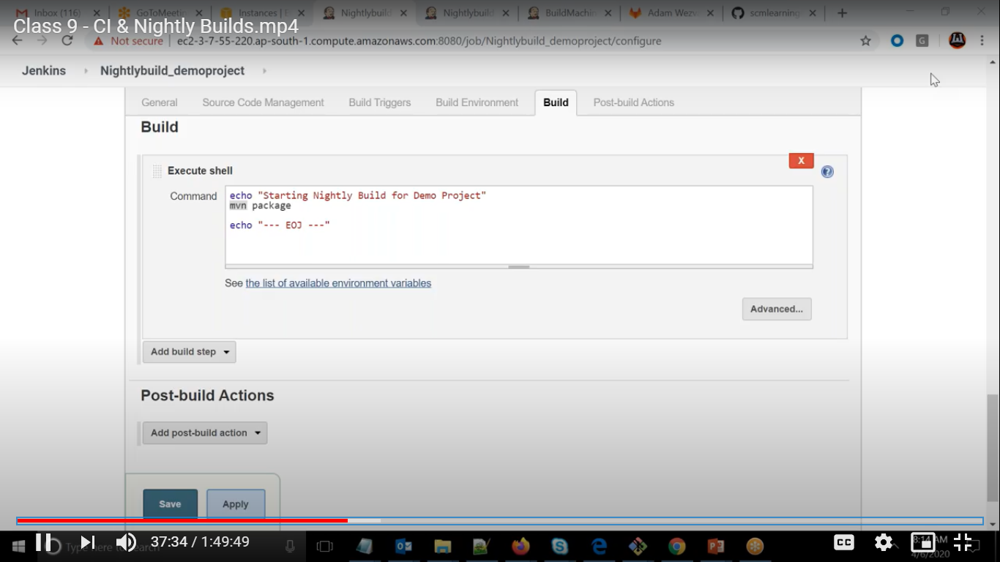 Inbox (116)
GoToMeetin
Instances | E
Nightlybuild
Nightlybuild
BuildMachin
Adam Wezv
scmlearning
Class 9 - CI & Nightly Builds.mp4
Not secure | ec2-3-7-55-220.ap-south-1.compute.amazonaws.com:8080/job/Nightlybuild_demoproject/configure
G
Jenkins
Nightlybuild_demoproject
General
Source Code Management
Build Triggers
Build Environment
Build
Post-build Actions
Build
X
Execute shell
?
Command
echo "Starting Nightly Build for Demo Project"
mvn package
echo "--- EOJ ---"
See the list of available environment variables
Advanced...
Add build step
Post-build Actions
Add post-build action
Save
Apply
Type here to search
37:34 / 1:49:49
CC
8:14 AM
4/6/2020